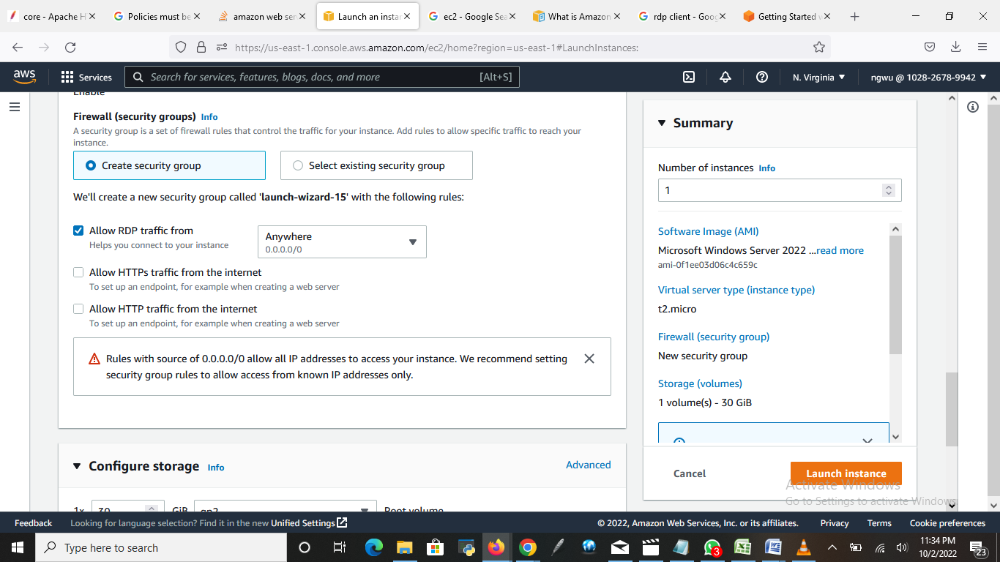 core - Apache H
Policies must be
amazon web ser
Launch an instan
ec2 - Google Sea
What is Amazon
rdp client - Goog
Getting Started v
https://us-east-1.console.aws.amazon.com/ec2/home?region=us-east-1#LaunchInstances:
aws
Services
Search for services, features, blogs, docs, and more
[Alt+S]
N. Virginia
ngwu @ 1028-2678-9942
Enable
Firewall (security groups) Info
A security group is a set of firewall rules that control the traffic for your instance. Add rules to allow specific traffic to reach your
instance.
Create security group
Select existing security group
We'll create a new security group called 'launch-wizard-15' with the following rules:
Allow RDP traffic from
Helps you connect to your instance
Anywhere
0.0.0.0/0
Allow HTTPs traffic from the internet
To set up an endpoint, for example when creating a web server
Allow HTTP traffic from the internet
To set up an endpoint, for example when creating a web server
Rules with source of 0.0.0.0/0 allow all IP addresses to access your instance. We recommend setting
security group rules to allow access from known IP addresses only.
Configure storage Info
Advanced
1x
30
GiB
gp2
Root volume
Summary
Number of instances Info
1
Software Image (AMI)
Microsoft Windows Server 2022 ...read more
ami-0f1ee03d06c4c659c
Virtual server type (instance type)
t2.micro
Firewall (security group)
New security group
Storage (volumes)
1 volume(s) - 30 GiB
Cancel
Launch instance
Activate Windows
Go to Settings to activate Windows
Feedback
Looking for language selection? Find it in the new Unified Settings
© 2022, Amazon Web Services, Inc. or its affiliates.
Privacy
Terms
Cookie preferences
Type here to search
3
11:34 PM
10/2/2022
23